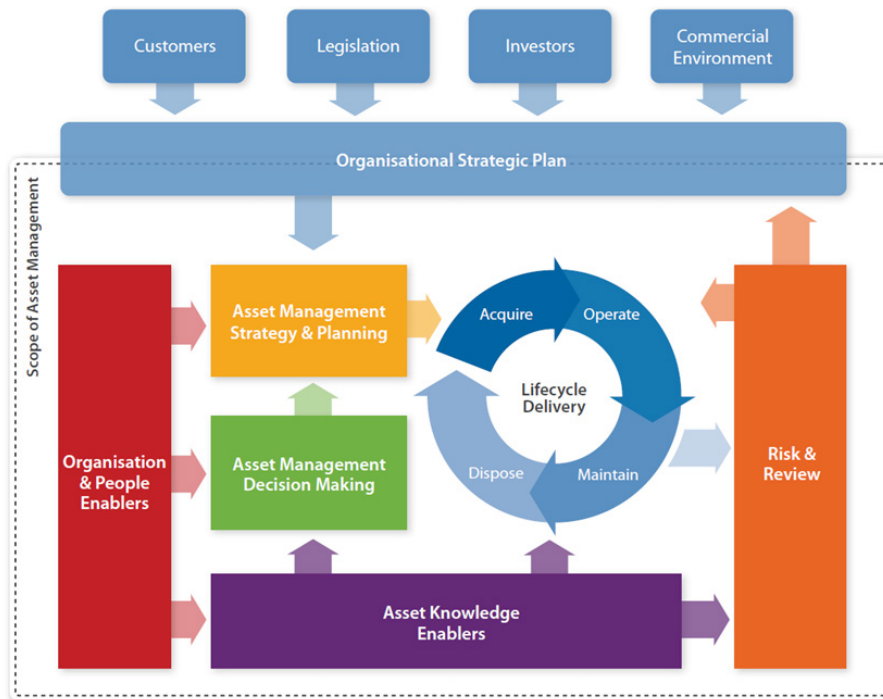 Customers
Legislation
Investors
Commercial
Environment
Organisational Strategic Plan
Scope of Asset Management
Organisation
& People
Enablers
Asset Management
Strategy & Planning
Asset Management
Decision Making
Acquire
Operate
Lifecycle
Delivery
Dispose
Maintain
Risk &
Review
Asset Knowledge
Enablers